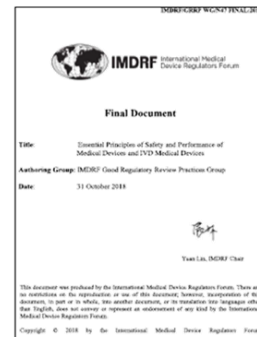 IMDRF/GRRP WG/N47 FINAL:20
IMDRF International Medical
Device Regulators Forum
Final Document
Title: Essential Principles of Safety and Performance of
Medical Devices and IVD Medical Devices
Authoring Group: IMDRF Good Regulatory Review Practices Group
Date: 31 October 2018
Yuan Lin, IMDRF Chair
This document was produced by the International Medical Device Regulators Forum. There are
no restrictions on the reproduction or use of this document; however, incorporation of this
document, in part or in whole, into another document, or its translation into languages other
than English, does not convey or represent an endorsement of any kind by the International
Medical Device Regulators Forum.
Copyright © 2018 by the International Medical Device Regulators Forum